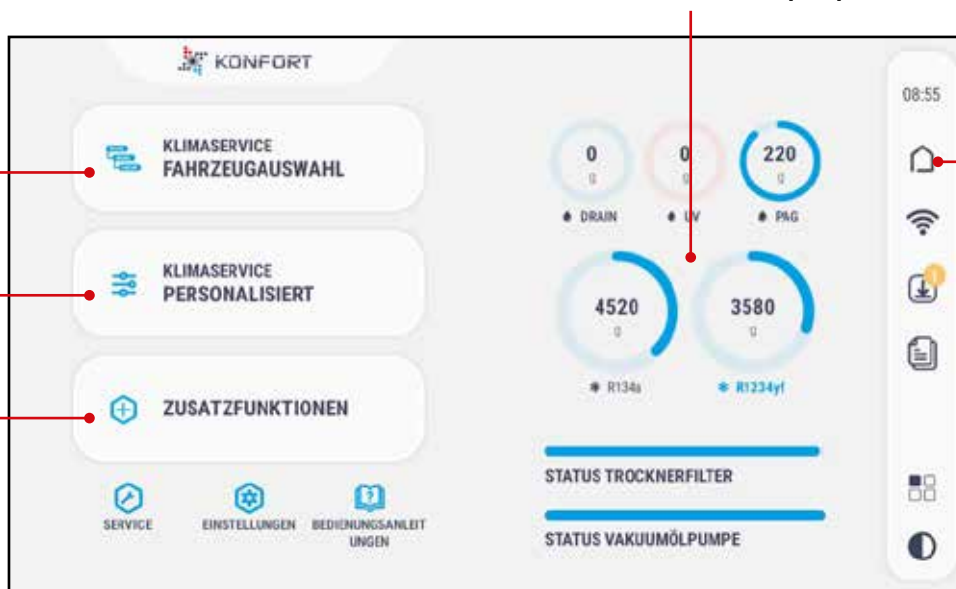 KONFORT
08:55
KLIMASERVICE
FAHRZEUGAUSWAHL
0
g
DRAIN
0
g
UV
220
g
PAG
KLIMASERVICE
PERSONALISIERT
4520
g
R134a
3580
g
R1234yf
ZUSATZFUNKTIONEN
SERVICE
EINSTELLUNGEN
BEDIENUNGSANLEIT
UNGEN
STATUS TROCKNERFILTER
STATUS VAKUUMÖLPUMPE